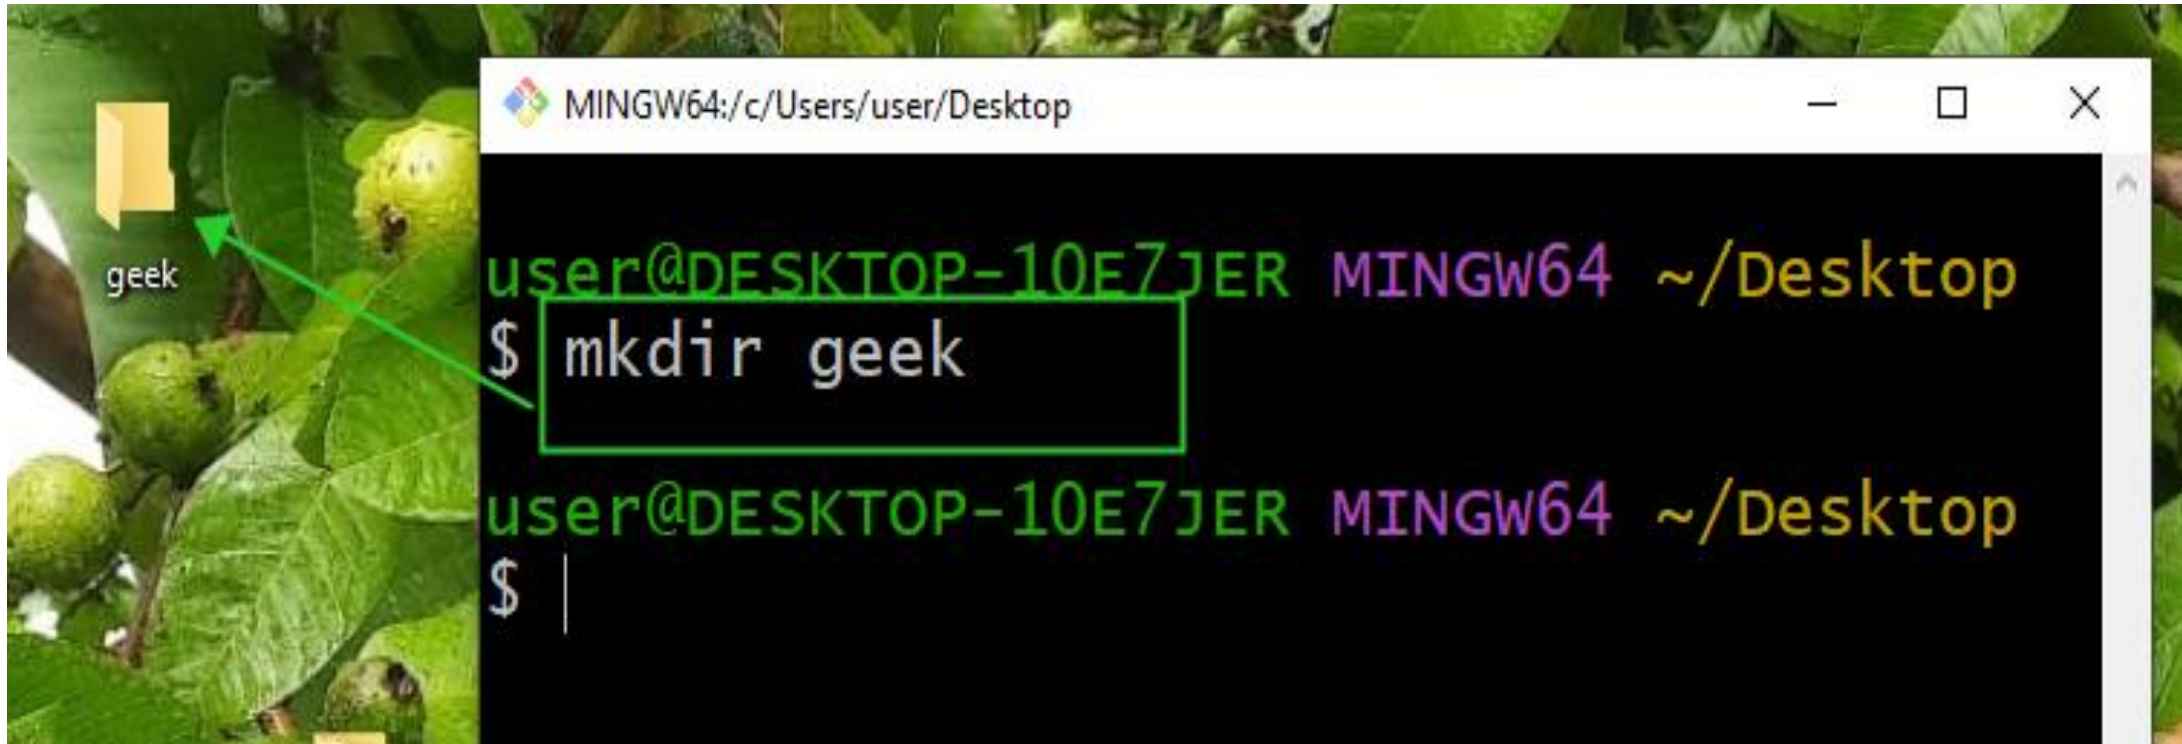 geek
MINGW64:/c/Users/user/Desktop
user@DESKTOP-10E7JER MINGW64 ~/Desktop
$ mkdir geek
user@DESKTOP-10E7JER MINGW64 ~/Desktop
$